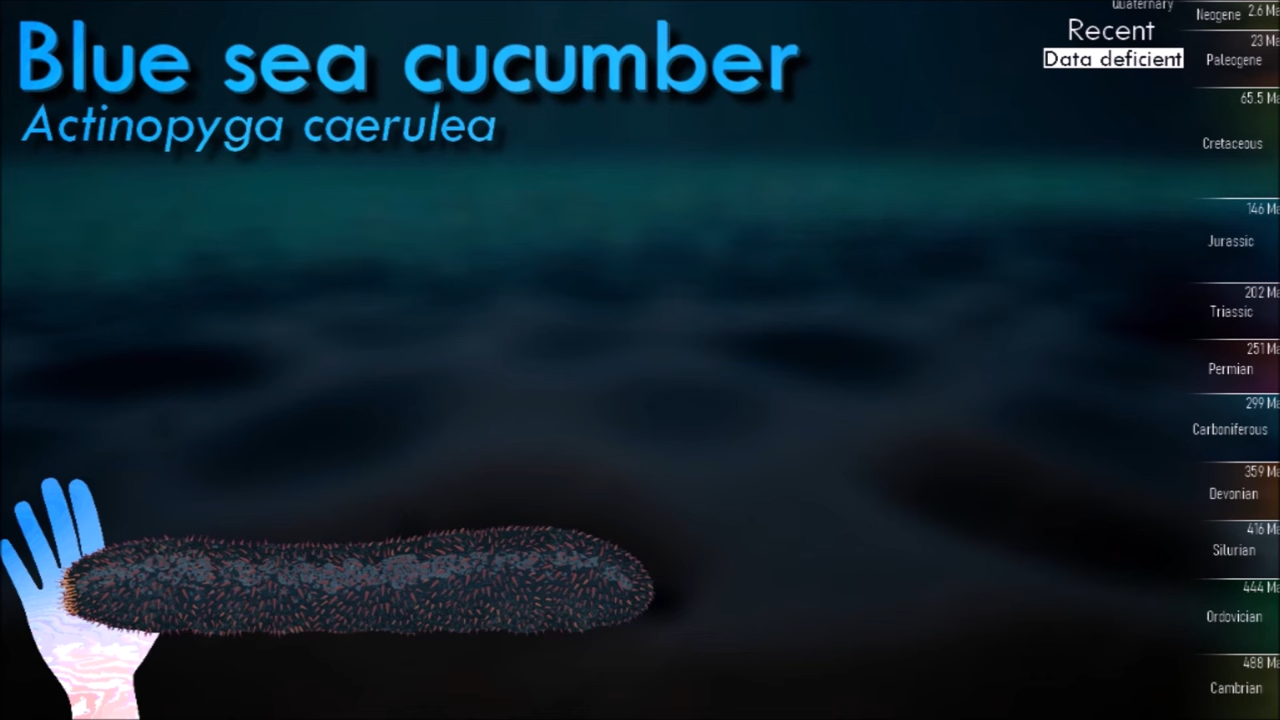 Blue sea cucumber
Actinopyga caerulea
Quaternary
Recent
Data deficient
Neogene 2.6 Ma
23 Ma
Paleogene
65.5 Ma
Cretaceous
146 Ma
Jurassic
202 Ma
Triassic
251 Ma
Permian
299 Ma
Carboniferous
359 Ma
Devonian
416 Ma
Silurian
444 Ma
Ordovician
488 Ma
Cambrian